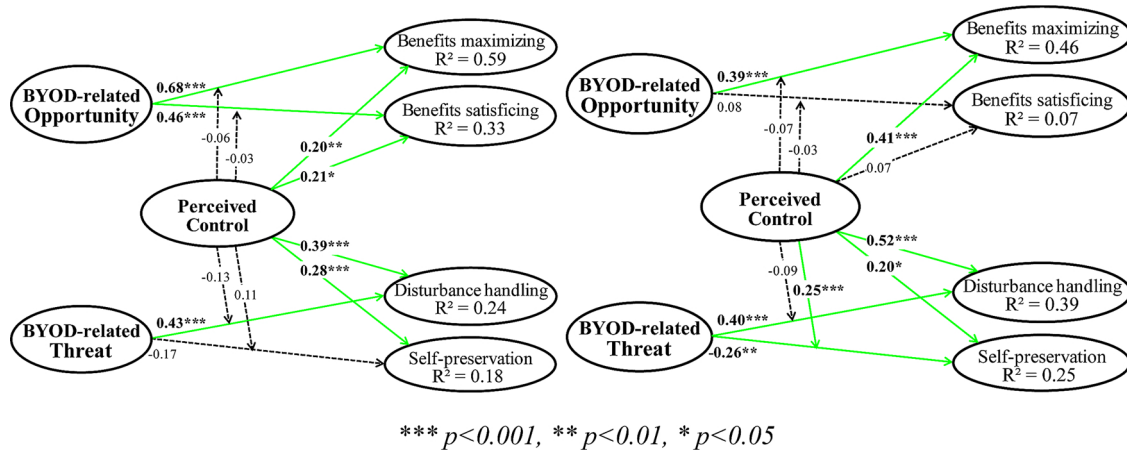 BYOD-related
Opportunity
0.68***
0.46***
Benefits maximizing
R² = 0.59
Benefits satisficing
R² = 0.33
-0.06
-0.03
0.20**
0.21*
Perceived
Control
0.39***
0.28***
-0.13
0.11
BYOD-related
Threat
0.43***
-0.17
Disturbance handling
R² = 0.24
Self-preservation
R² = 0.18
BYOD-related
Opportunity
0.39***
0.08
Benefits maximizing
R² = 0.46
Benefits satisficing
R² = 0.07
-0.07
-0.03
0.41***
0.07
Perceived
Control
0.52***
0.20*
-0.09
0.25***
BYOD-related
Threat
0.40***
-0.26**
Disturbance handling
R² = 0.39
Self-preservation
R² = 0.25
*** p<0.001, ** p<0.01, * p<0.05